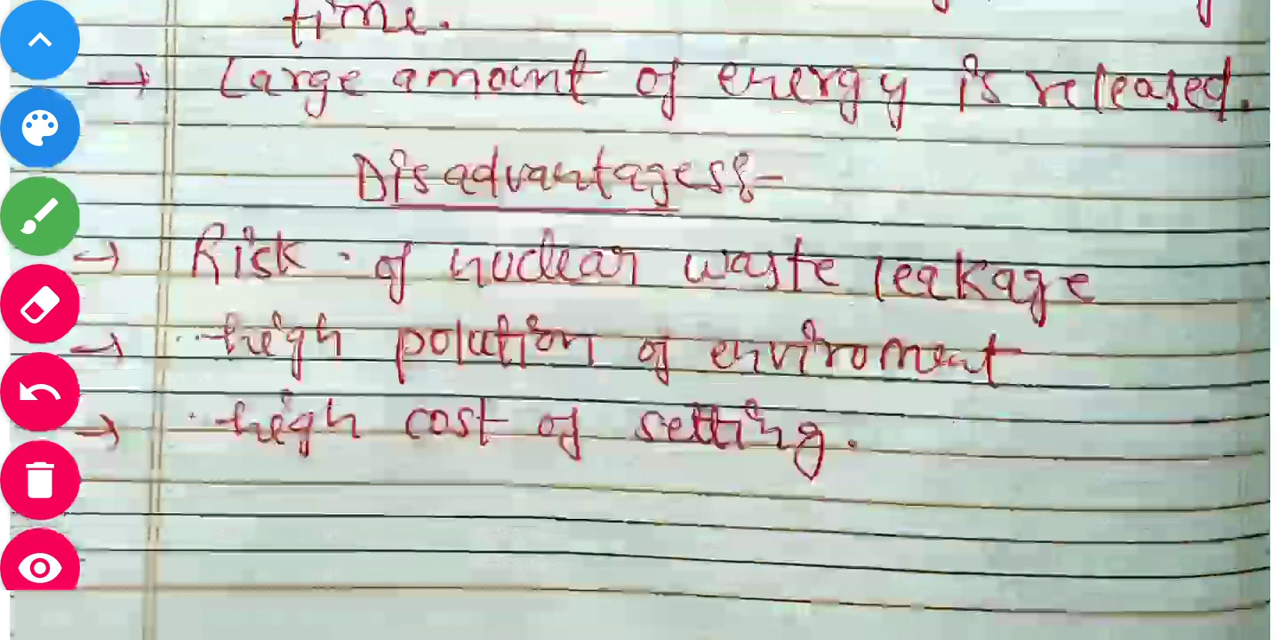 time.
→ Large amount of energy is released.
Disadvantages:-
→ Risk of nuclear waste leakage
→ high polution of enviroment
→ high cost of setting.